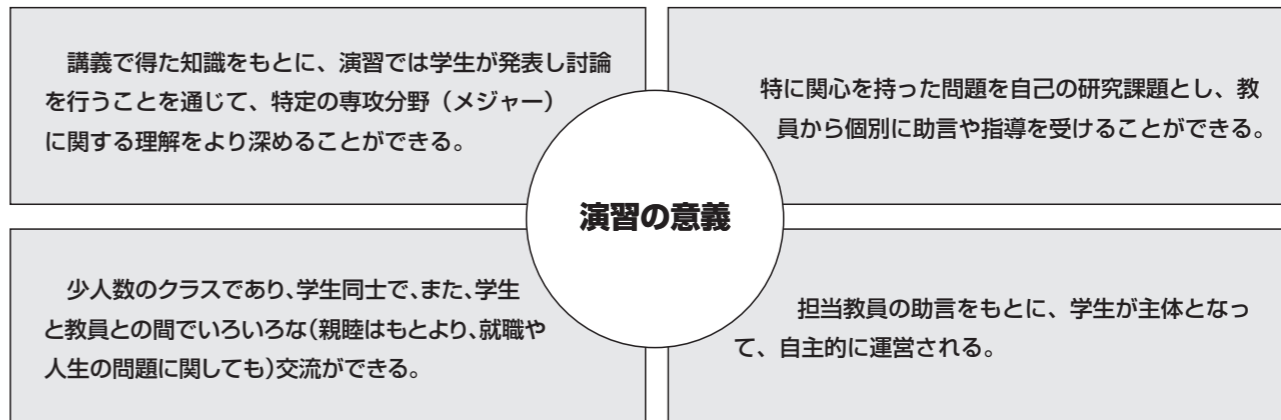 講義で得た知識をもとに、演習では学生が発表し討論
を行うことを通じて、特定の専攻分野（メジャー）
に関する理解をより深めることができる。
特に関心を持った問題を自己の研究課題とし、教
員から個別に助言や指導を受けることができる。
演習の意義
少人数のクラスであり、学生同士で、また、学生
と教員との間でいろいろな（親睦はもとより、就職や
人生の問題に関しても）交流ができる。
担当教員の助言をもとに、学生が主体となっ
て、自主的に運営される。